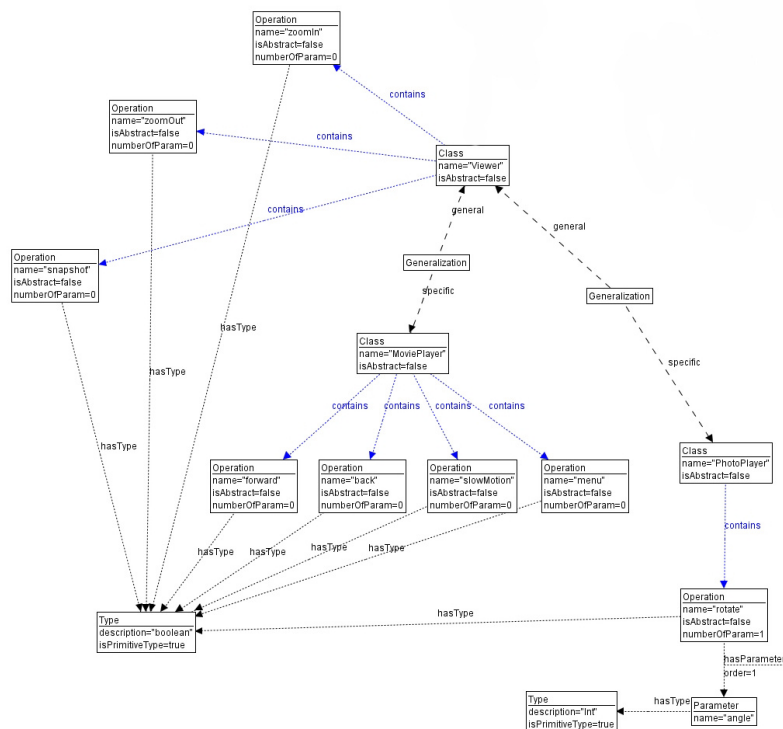 Operation
name="zoomIn"
isAbstract=false
numberOfParam=0
contains
Operation
name="zoomOut"
isAbstract=false
numberOfParam=0
contains
Class
name="Viewer"
isAbstract=false
contains
general
general
Operation
name="snapshot"
isAbstract=false
numberOfParam=0
Generalization
specific
Generalization
hasType
Class
name="MoviePlayer"
isAbstract=false
specific
hasType
contains
contains
contains
contains
hasType
Class
name="PhotoPlayer"
isAbstract=false
Operation
name="forward"
isAbstract=false
numberOfParam=0
Operation
name="back"
isAbstract=false
numberOfParam=0
Operation
name="slowMotion"
isAbstract=false
numberOfParam=0
Operation
name="menu"
isAbstract=false
numberOfParam=0
contains
hasType
hasType
hasType
hasType
Operation
name="rotate"
isAbstract=false
numberOfParam=1
hasType
Type
description="boolean"
isPrimitiveType=true
hasParameter
order=1
Type
description="Int"
isPrimitiveType=true
hasType
Parameter
name="angle"